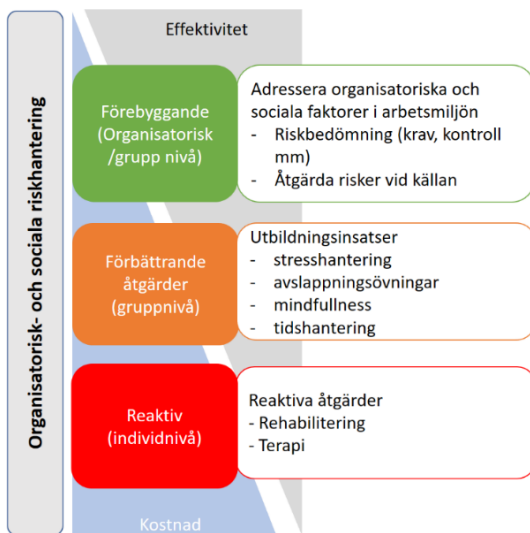 Organisatorisk- och sociala riskhantering
Effektivitet
Förebyggande
(Organisatorisk
/grupp nivå)
Adressera organisatoriska och
sociala faktorer i arbetsmiljön
- Riskbedömning (krav, kontroll
mm)
- Åtgärda risker vid källan
Förbättrande
åtgärder
(gruppnivå)
Utbildningsinsatser
- stresshantering
- avslappningsövningar
- mindfullness
- tidshantering
Reaktiv
(individnivå)
Reaktiva åtgärder
- Rehabilitering
- Terapi
Kostnad